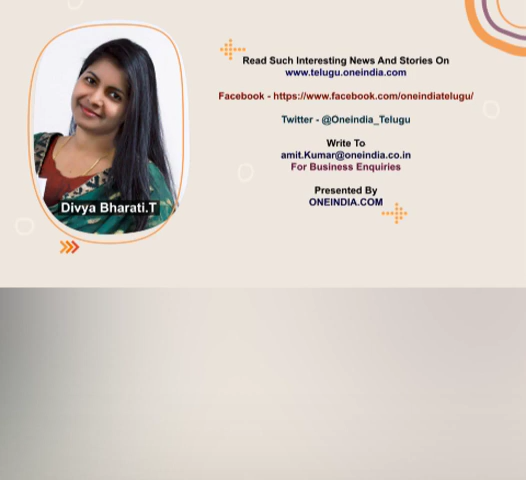 Read Such Interesting News And Stories On
www.telugu.oneindia.com
Facebook - https://www.facebook.com/oneindiatelugu/
Twitter - @Oneindia_Telugu
Write To
amit.Kumar@oneindia.co.in
For Business Enquiries
Presented By
ONEINDIA.COM
Divya Bharati.T